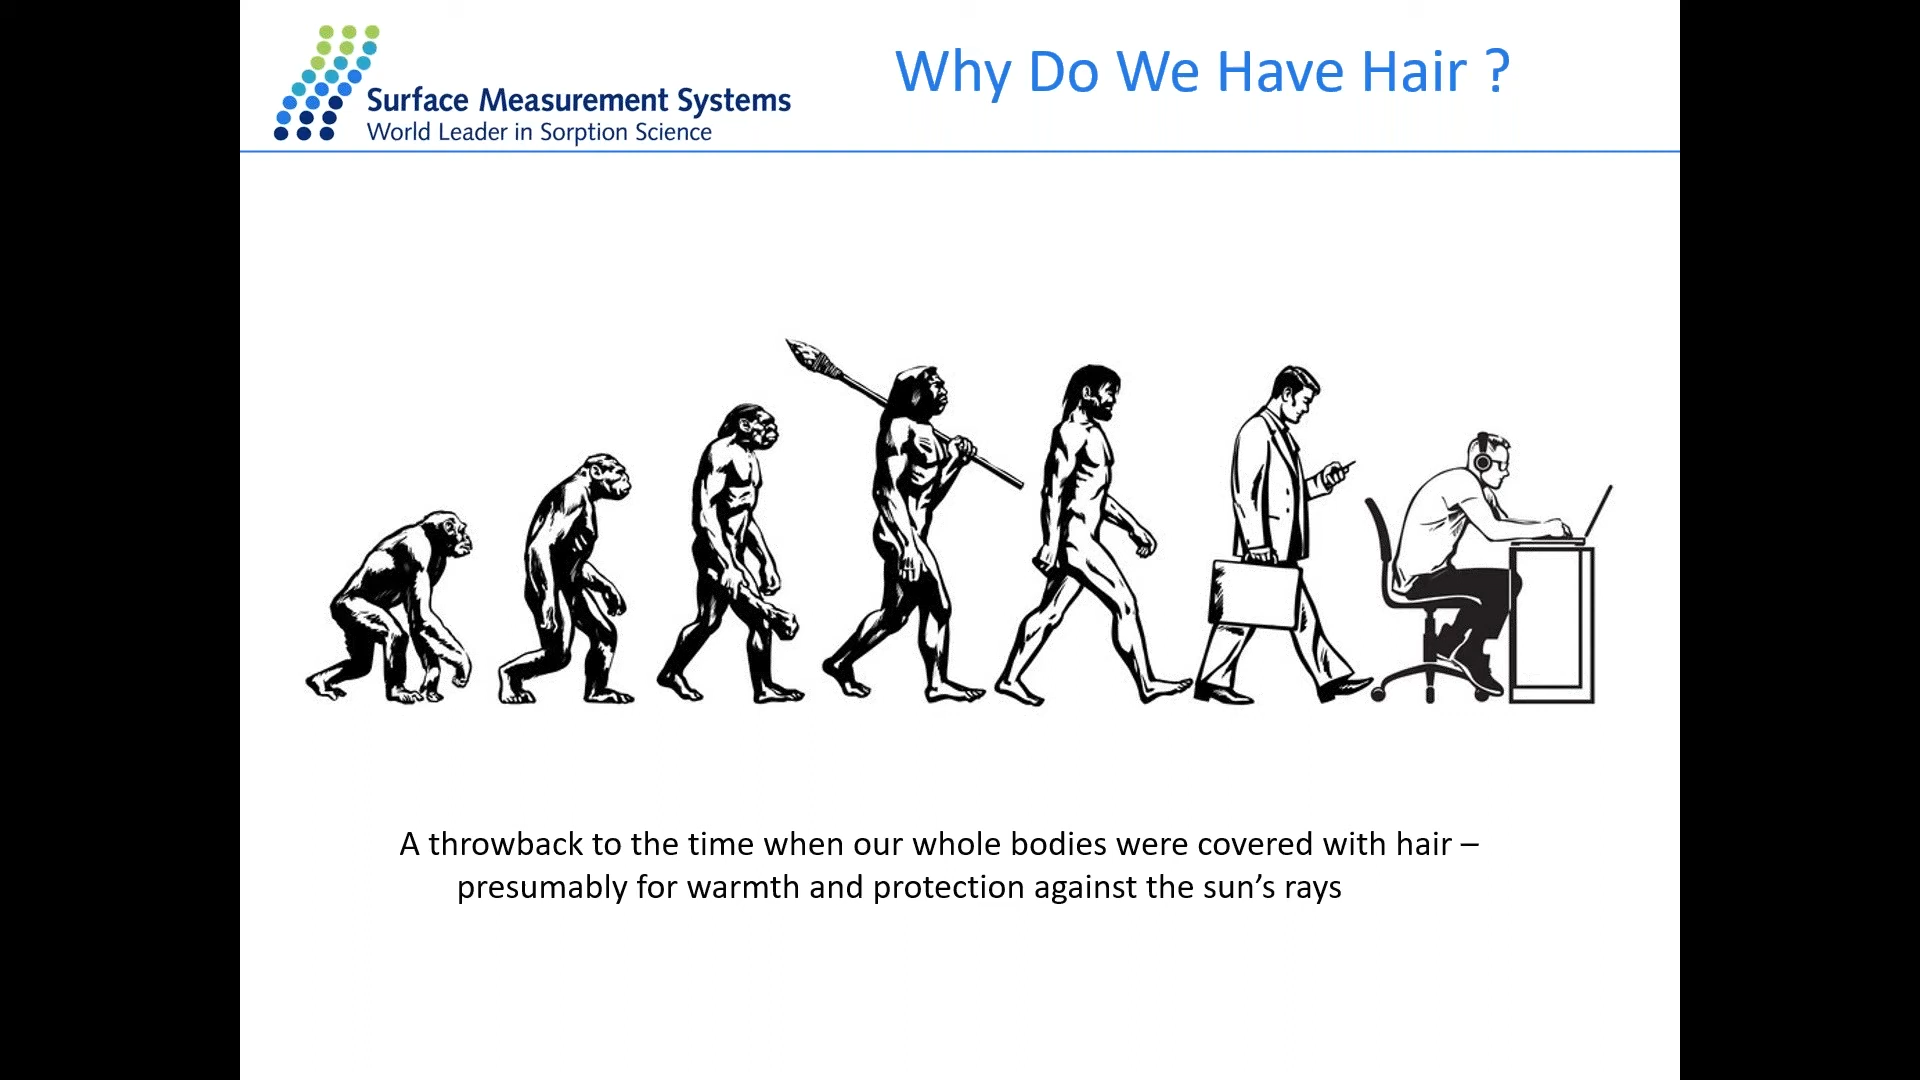 Surface Measurement Systems
World Leader in Sorption Science
Why Do We Have Hair ?
A throwback to the time when our whole bodies were covered with hair –
presumably for warmth and protection against the sun’s rays